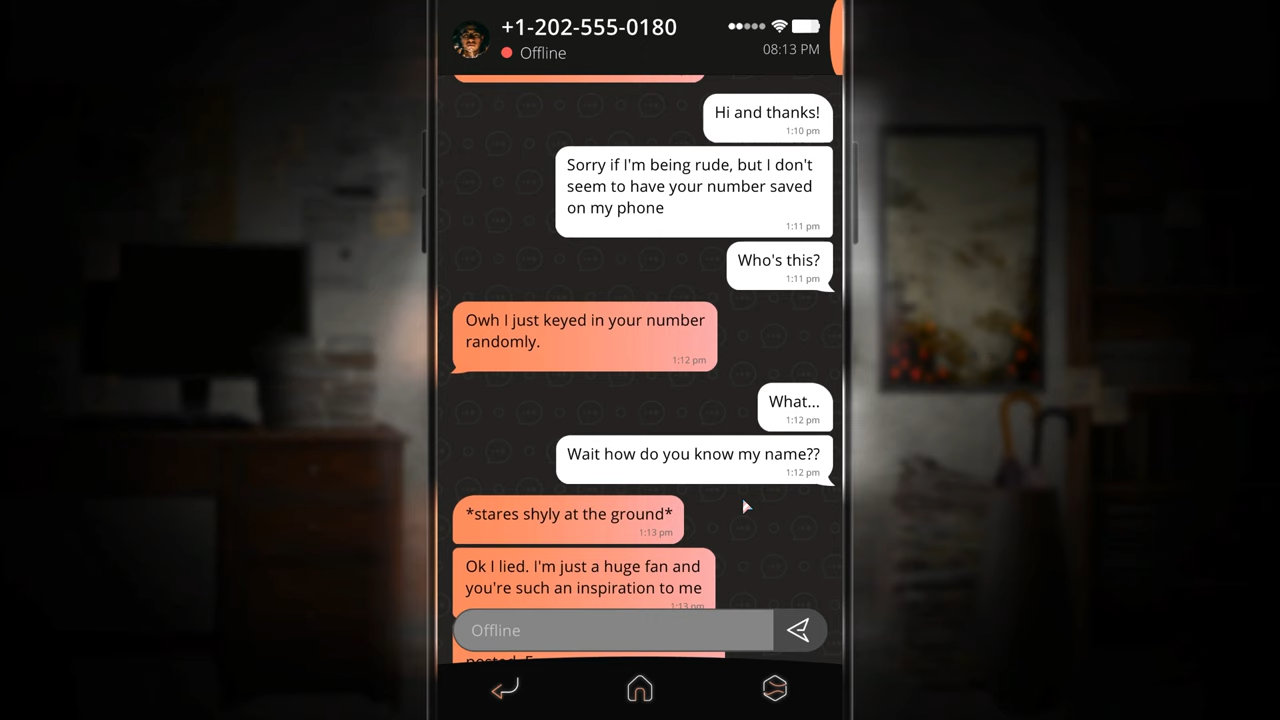 +1-202-555-0180
Offline
08:13 PM
Hi and thanks!
1:10 pm
Sorry if I'm being rude, but I don't
seem to have your number saved
on my phone
1:11 pm
Who's this?
1:11 pm
Owh I just keyed in your number
randomly.
1:12 pm
What...
1:12 pm
Wait how do you know my name??
1:12 pm
*stares shyly at the ground*
1:13 pm
Ok I lied. I'm just a huge fan and
you're such an inspiration to me
1:13 pm
Offline